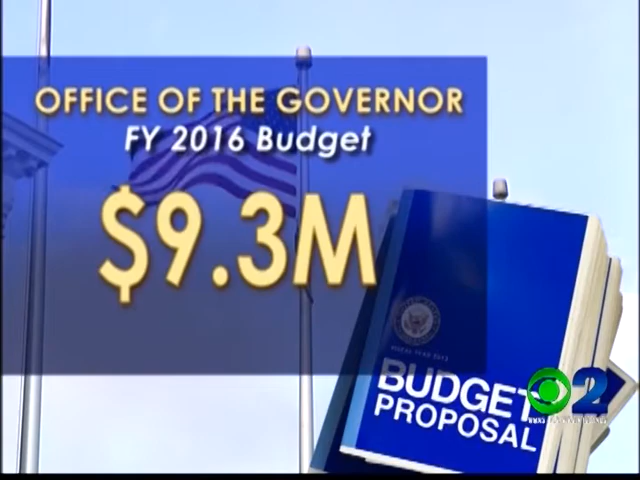 OFFICE OF THE GOVERNOR
FY 2016 Budget
$9.3M
BUDGET
PROPOSAL
2